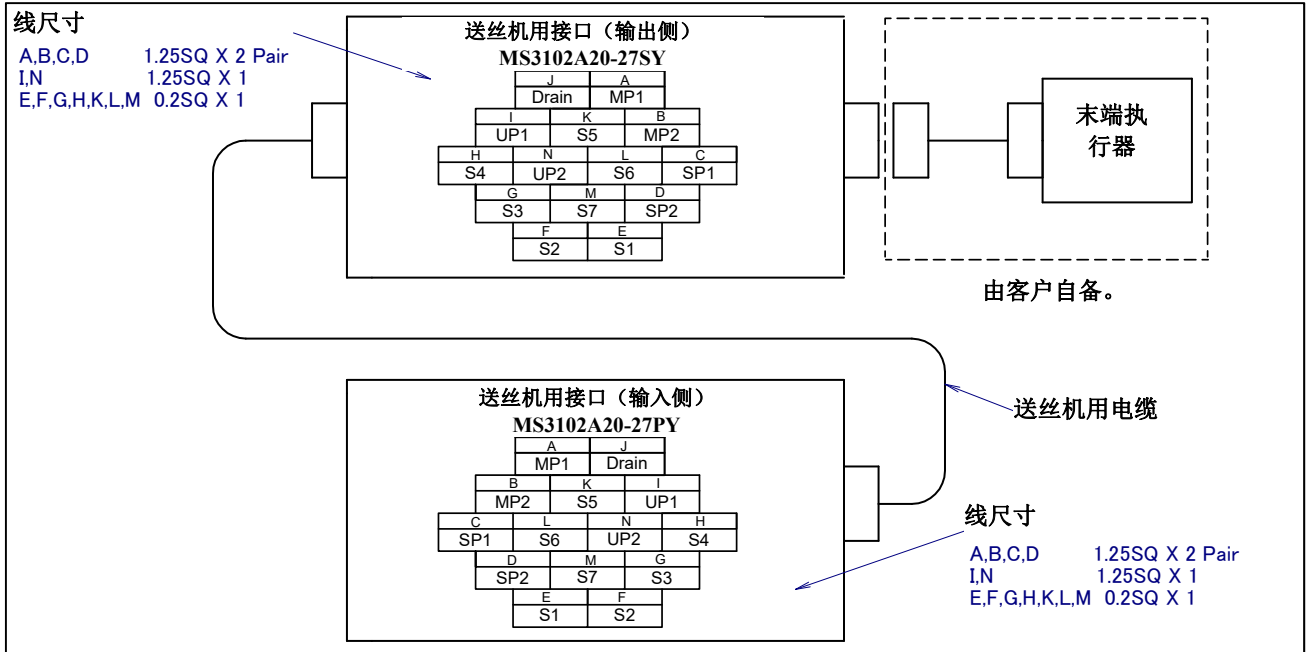 线尺寸
A,B,C,D 1.25SQ X 2 Pair
I,N 1.25SQ X 1
E,F,G,H,K,L,M 0.2SQ X 1
送丝机用接口（输出侧）
MS3102A20-27SY
J A
Drain MP1
I K B
UP1 S5 MP2
H N L C
S4 UP2 S6 SP1
G M D
S3 S7 SP2
F E
S2 S1
末端执
行器
由客户自备。
送丝机用接口（输入侧）
MS3102A20-27PY
A J
MP1 Drain
B K I
MP2 S5 UP1
C L N H
SP1 S6 UP2 S4
D M G
SP2 S7 S3
E F
S1 S2
送丝机用电缆
线尺寸
A,B,C,D 1.25SQ X 2 Pair
I,N 1.25SQ X 1
E,F,G,H,K,L,M 0.2SQ X 1